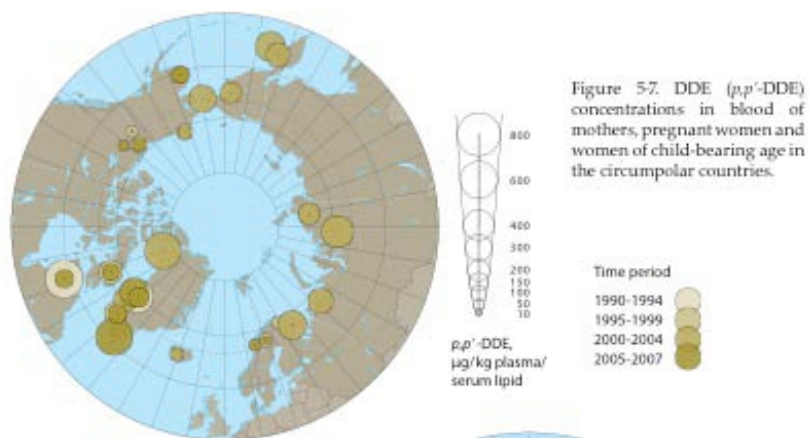 Figure 5·7. DDE (p,p'-DDE)
concentrations in blood of
mothers, pregnant women and
women of child-bearing age in
the circumpolar countries.
800
600
400
300
200
150
100
50
10
p,p'-DDE,
µg/kg plasma/
serum lipid
Time period
1990-1994
1995-1999
2000-2004
2005-2007